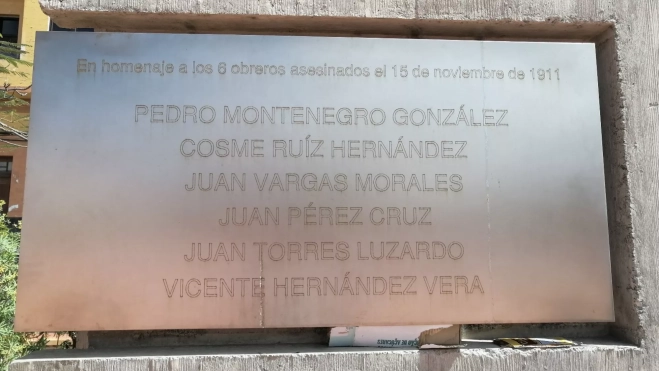 En homenaje a los 6 obreros asesinados el 15 de noviembre de 1911
PEDRO MONTENEGRO GONZÁLEZ
COSME RUÍZ HERNÁNDEZ
JUAN VARGAS MORALES
JUAN PÉREZ CRUZ
JUAN TORRES LUZARDO
VICENTE HERNÁNDEZ VERA